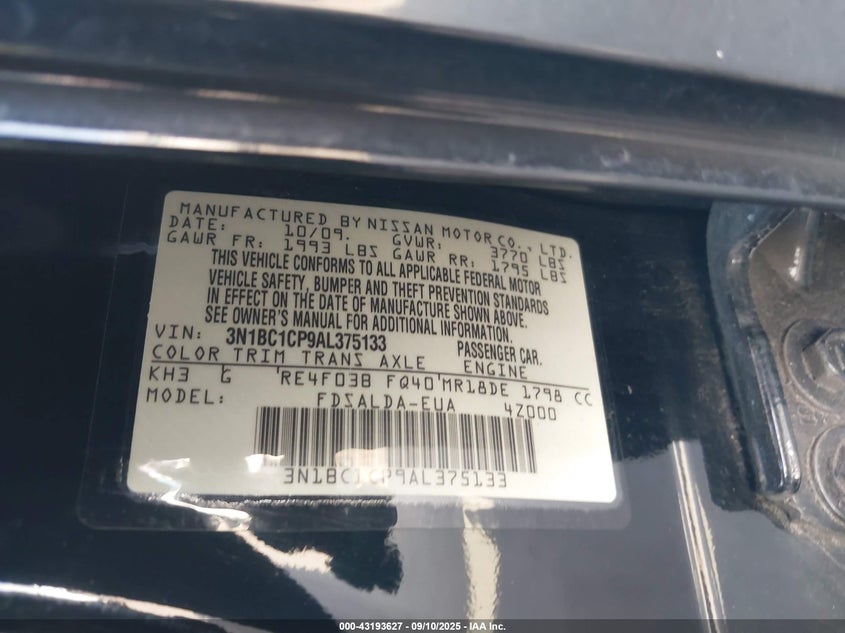 MANUFACTURED BY NISSAN MOTOR CO., LTD.
DATE: 10/09. GVWR: 3770 LBS
GAWR FR: 1993 LBS GAWR RR: 1795 LBS
THIS VEHICLE CONFORMS TO ALL APPLICABLE FEDERAL MOTOR
VEHICLE SAFETY, BUMPER AND THEFT PREVENTION STANDARDS
IN EFFECT ON THE DATE OF MANUFACTURE SHOWN ABOVE.
SEE OWNER'S MANUAL FOR ADDITIONAL INFORMATION.
VIN: 3N1BC1CP9AL375133 PASSENGER CAR.
COLOR TRIM TRANS AXLE ENGINE
KH3 G RE4F03B FQ40 MR18DE 1798 CC
MODEL: FDSALDA-EUA 4Z000
3N1BC1CP9AL375133
000-43193627 - 09/10/2025 - IAA Inc.